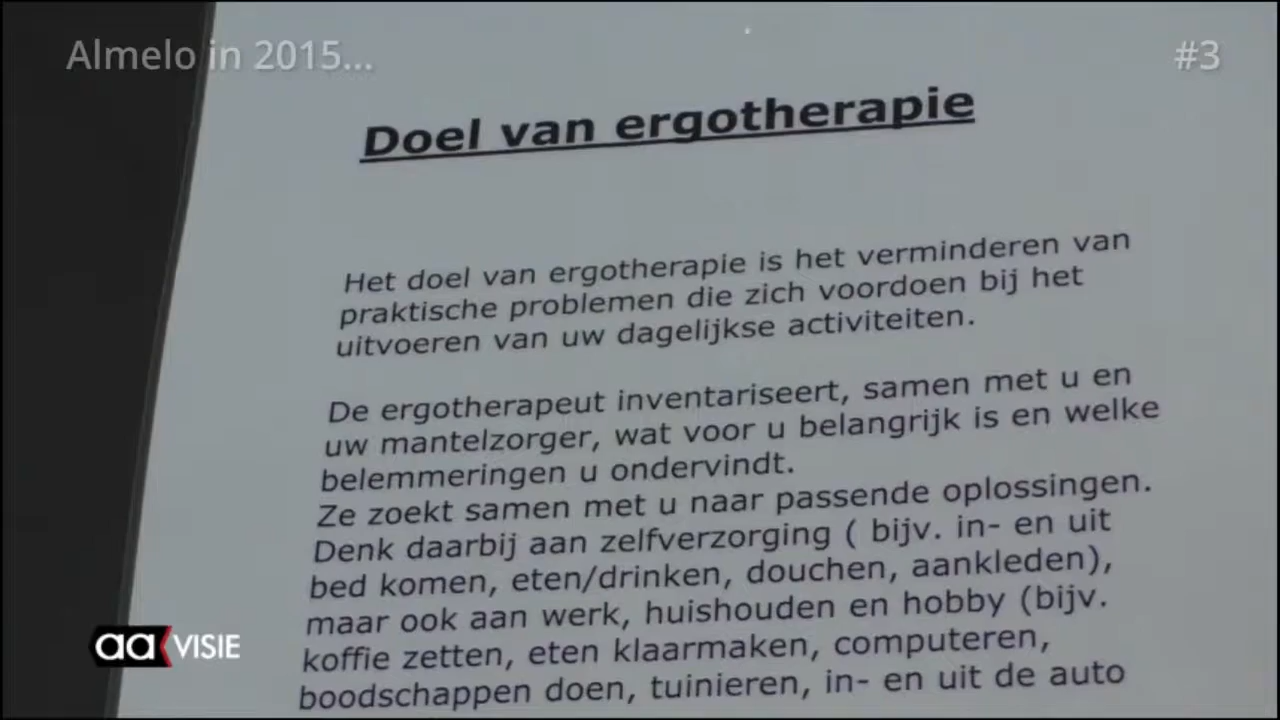 Almelo in 2015...
#3
Doel van ergotherapie
Het doel van ergotherapie is het verminderen van
praktische problemen die zich voordoen bij het
uitvoeren van uw dagelijkse activiteiten.
De ergotherapeut inventariseert, samen met u en
uw mantelzorger, wat voor u belangrijk is en welke
belemmeringen u ondervindt.
Ze zoekt samen met u naar passende oplossingen.
Denk daarbij aan zelfverzorging ( bijv. in- en uit
bed komen, eten/drinken, douchen, aankleden),
maar ook aan werk, huishouden en hobby (bijv.
koffie zetten, eten klaarmaken, computeren,
boodschappen doen, tuinieren, in- en uit de auto
aa VISIE